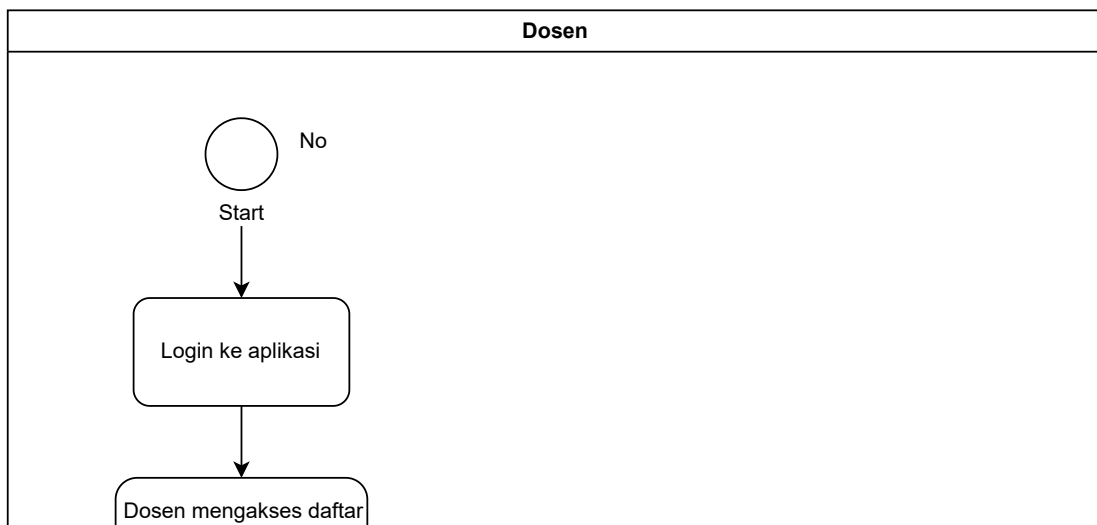 Dosen
No
Start
Login ke aplikasi
Dosen mengakses daftar